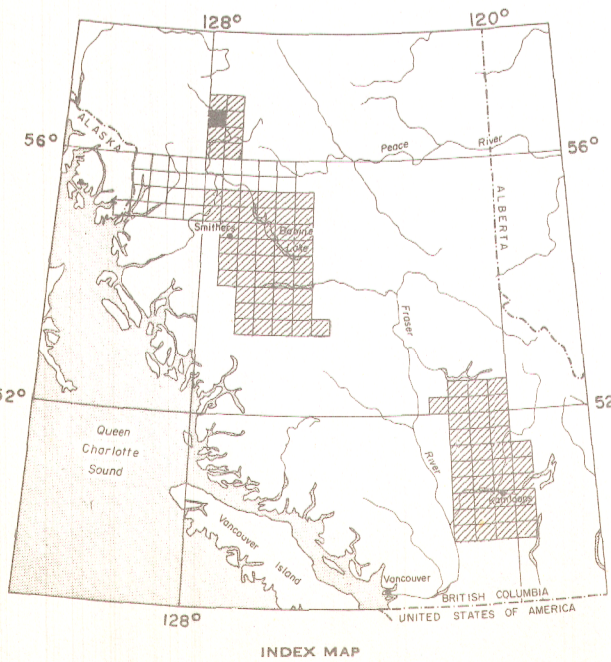 128°
120°
ALASKA
56°
56°
Peace River
ALBERTA
Smithers
Babine
Lake
Fraser
River
52°
52
Queen
Charlotte
Sound
Kamloops
Vancouver
Island
Vancouver
BRITISH COLUMBIA
UNITED STATES OF AMERICA
128°
INDEX MAP